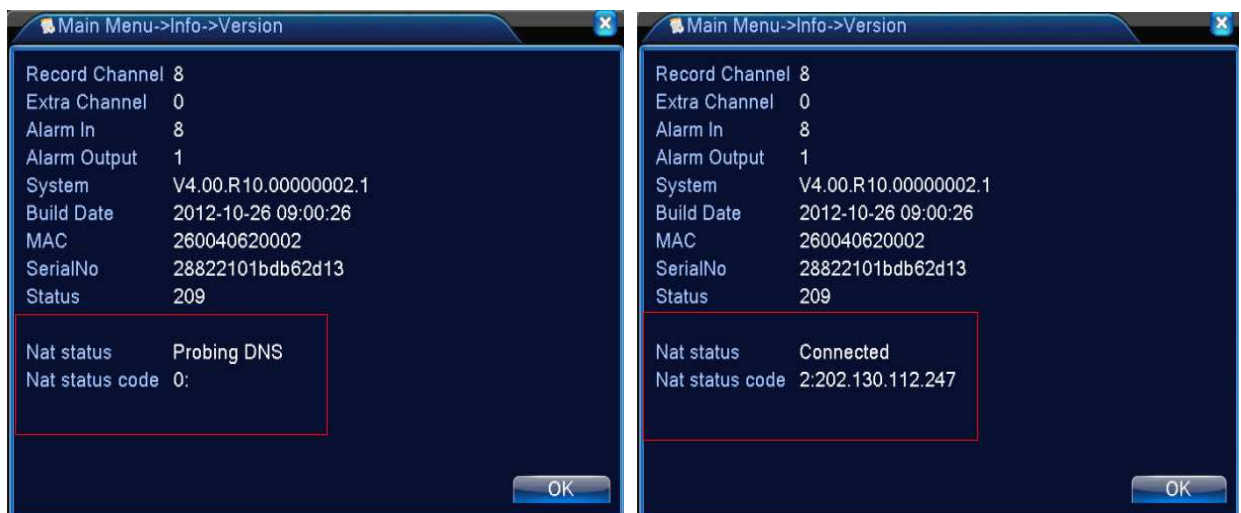 Main Menu->Info->Version
Record Channel 8
Extra Channel 0
Alarm In 8
Alarm Output 1
System V4.00.R10.00000002.1
Build Date 2012-10-26 09:00:26
MAC 260040620002
SerialNo 28822101bdb62d13
Status 209
Nat status Probing DNS
Nat status code 0:
OK
Main Menu->Info->Version
Record Channel 8
Extra Channel 0
Alarm In 8
Alarm Output 1
System V4.00.R10.00000002.1
Build Date 2012-10-26 09:00:26
MAC 260040620002
SerialNo 28822101bdb62d13
Status 209
Nat status Connected
Nat status code 2:202.130.112.247
OK